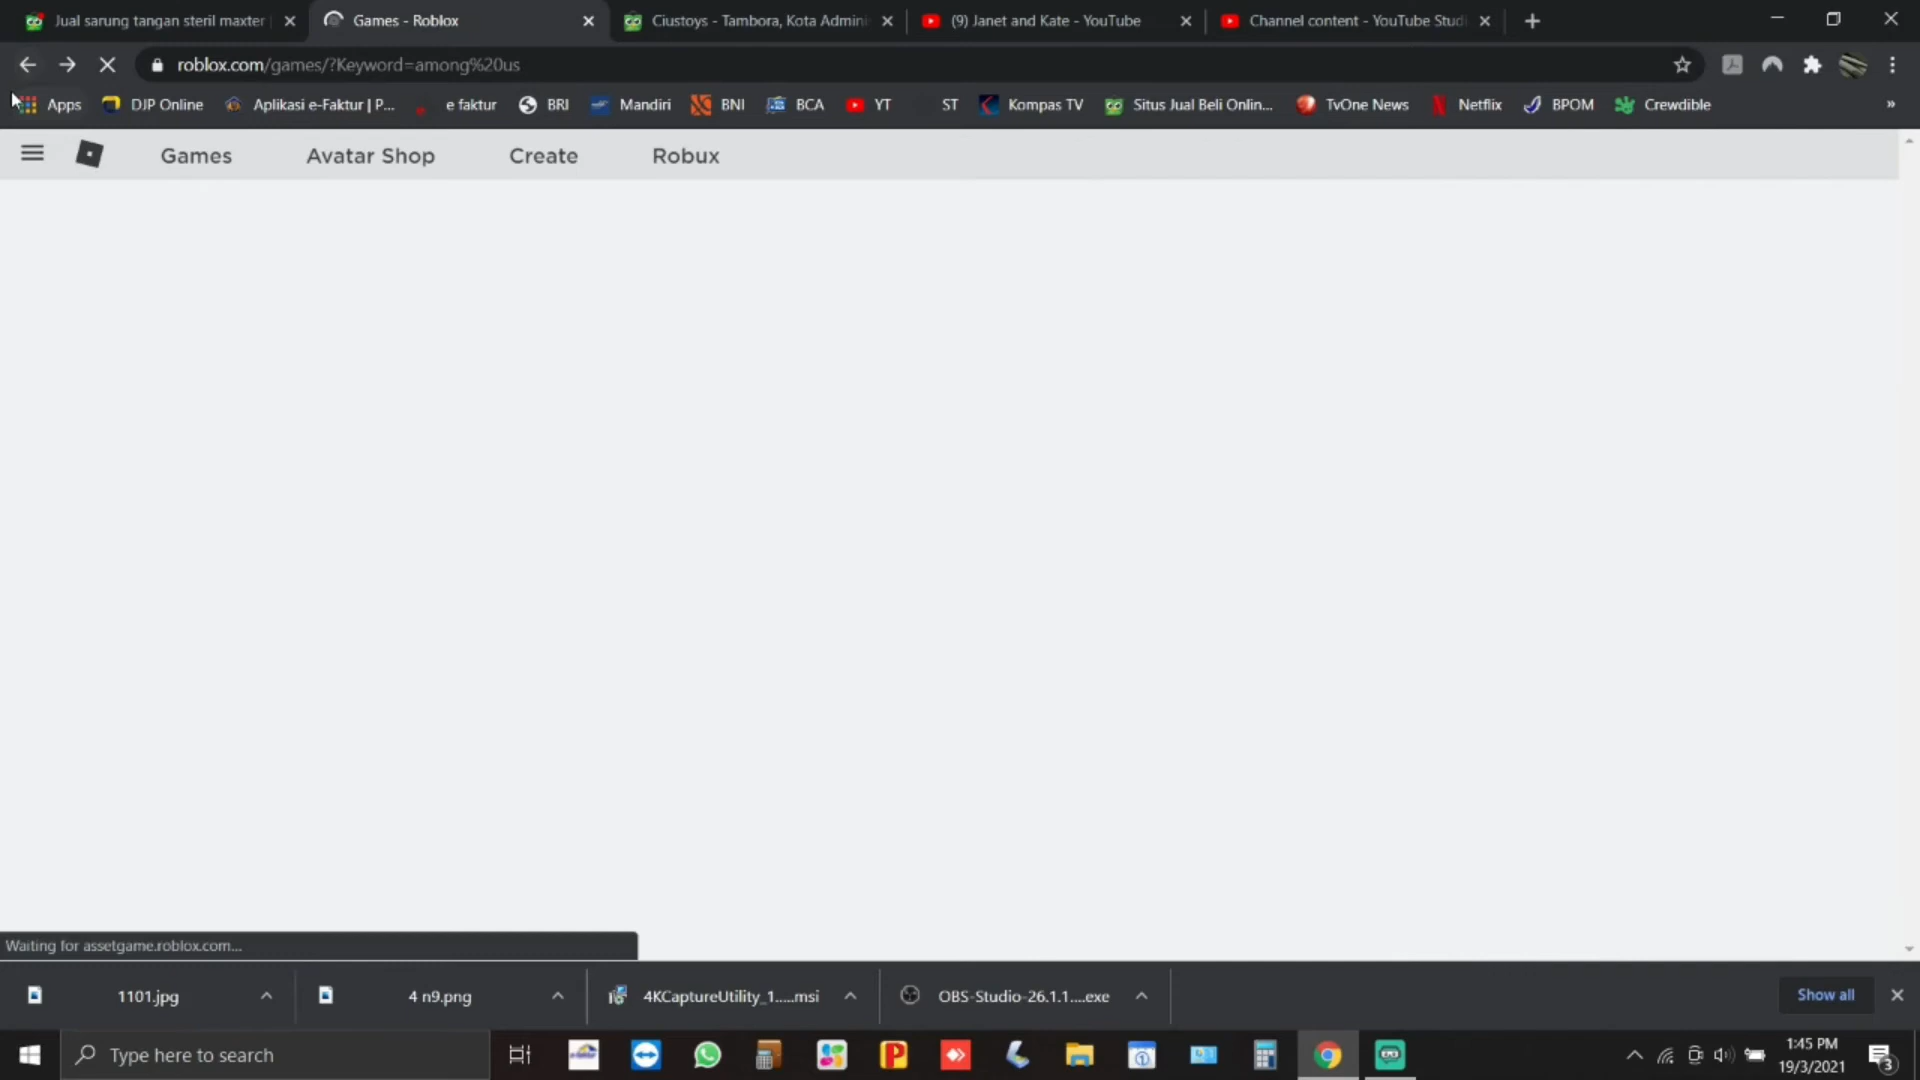 Jual sarung tangan steril maxter
Games - Roblox
Ciustoys - Tambora, Kota Admini
(9) Janet and Kate - YouTube
Channel content - YouTube Studi
roblox.com/games/?Keyword=among%20us
Apps
DJP Online
Aplikasi e-Faktur | P...
e faktur
BRI
Mandiri
BNI
BCA
YT
ST
Kompas TV
Situs Jual Beli Onlin...
TvOne News
Netflix
BPOM
Crewdible
»
Games
Avatar Shop
Create
Robux
Waiting for assetgame.roblox.com...
1101.jpg
4 n9.png
4KCaptureUtility_1.....msi
OBS-Studio-26.1.1....exe
Show all
Type here to search
1:45 PM
19/3/2021
3